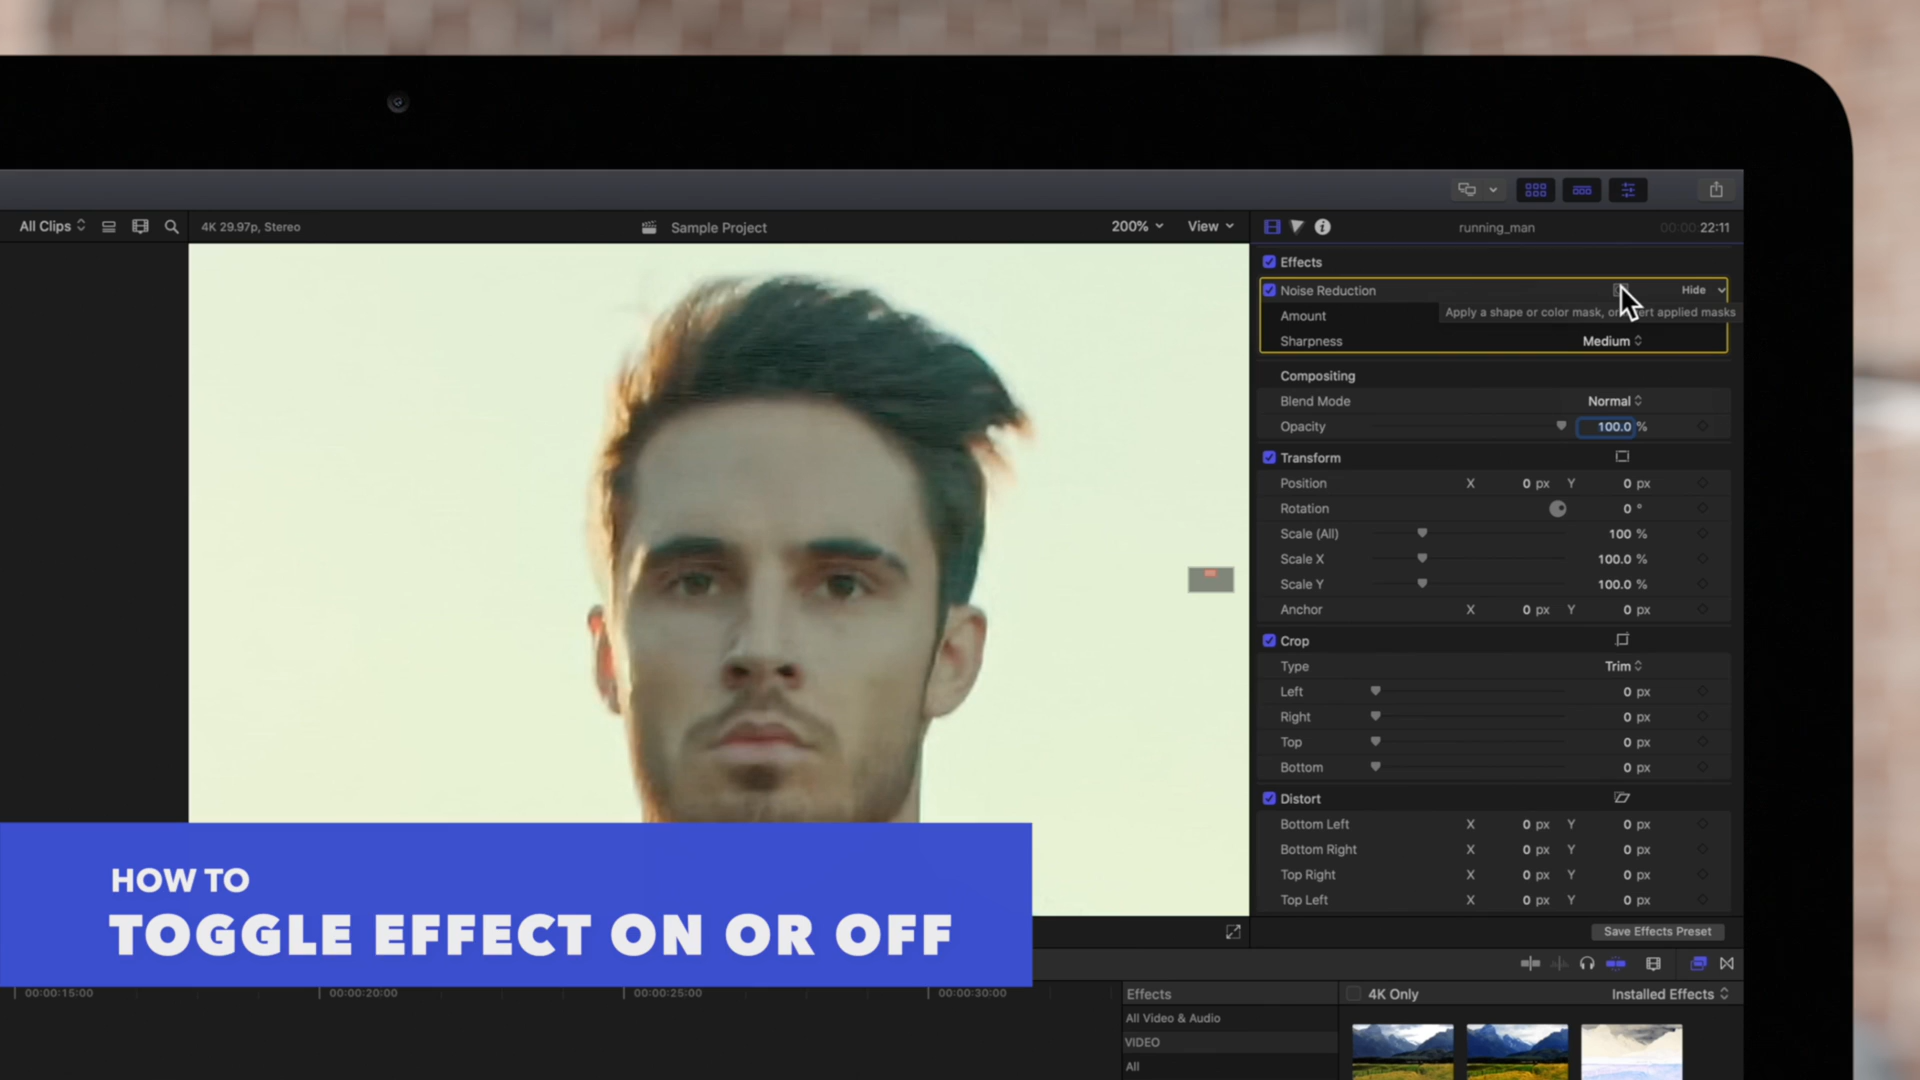 All Clips
4K 29.97p, Stereo
Sample Project
200%
View
running_man
00:00:22:11
Effects
Noise Reduction
Hide
Amount
Apply a shape or color mask, or
applied masks
Sharpness
Medium
Compositing
Blend Mode
Normal
Opacity
100.0 %
Transform
Position
X
0 px
Y
0 px
Rotation
0 °
Scale (All)
100 %
Scale X
100.0 %
Scale Y
100.0 %
Anchor
X
0 px
Y
0 px
Crop
Type
Trim
Left
0 px
Right
0 px
Top
0 px
Bottom
0 px
Distort
Bottom Left
X
0 px
Y
0 px
Bottom Right
X
0 px
Y
0 px
Top Right
X
0 px
Y
0 px
Top Left
X
0 px
Y
0 px
Save Effects Preset
HOW TO
TOGGLE EFFECT ON OR OFF
00:00:15:00
00:00:20:00
00:00:25:00
00:00:30:00
Effects
4K Only
Installed Effects
All Video & Audio
VIDEO
All